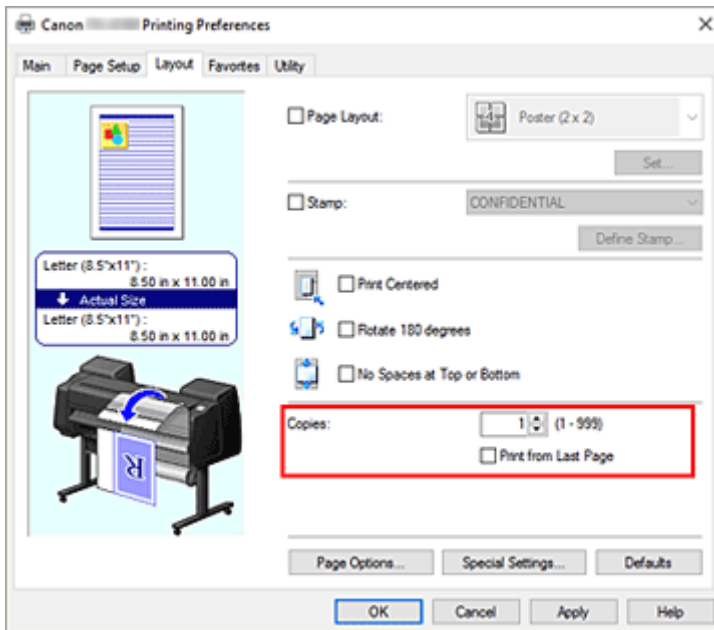 Canon Printing Preferences
Main Page Setup Layout Favortes Utility
Page Layout: Poster (2 x 2)
Set...
Stamp: CONFIDENTIAL
Define Stamp...
Letter (8.5"x11") :
8.50 in x 11.00 in
Actual Size
Letter (8.5"x11") :
8.50 in x 11.00 in
Print Centered
Rotate 180 degrees
No Spaces at Top or Bottom
Copies: 1 (1 - 999)
Print from Last Page
R
Page Options... Special Settings... Defaults
OK Cancel Apply Help